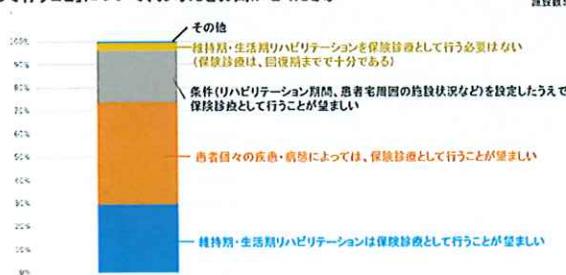 その他
維持期・生活期リハビリテーションを保険診療として行う必要はない
(保険診療は、回復期までで十分である)
条件(リハビリテーション期間、患者宅周囲の施設状況など)を設定したうえで
保険診療として行うことが望ましい
患者個々の疾患・病態によっては、保険診療として行うことが望ましい
維持期・生活期リハビリテーションは保険診療として行うことが望ましい
100%
90%
80%
70%
60%
50%
40%
30%
20%
10%
0%